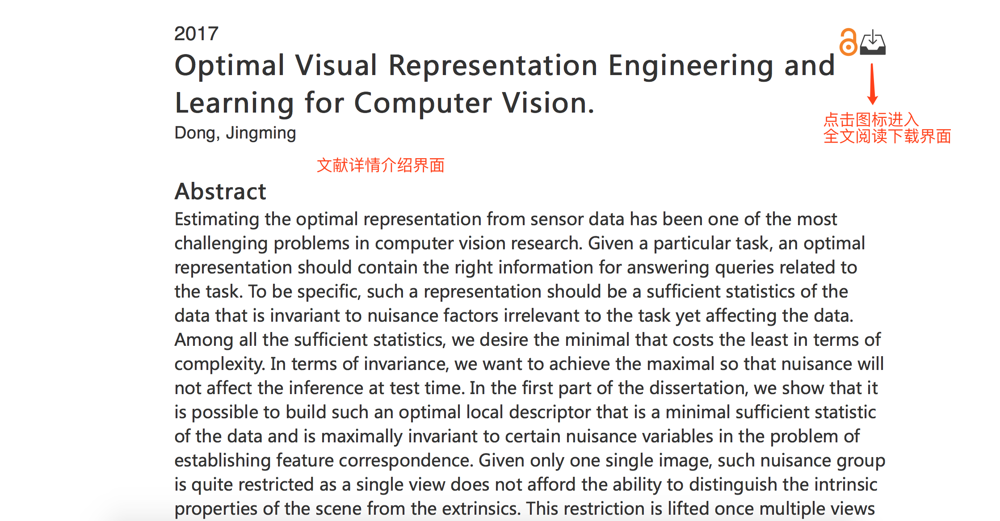 2017
Optimal Visual Representation Engineering and
Learning for Computer Vision.
Dong, Jingming
点击图标进入
全文阅读下载界面
文献详情介绍界面
Abstract
Estimating the optimal representation from sensor data has been one of the most
challenging problems in computer vision research. Given a particular task, an optimal
representation should contain the right information for answering queries related to
the task. To be specific, such a representation should be a sufficient statistics of the
data that is invariant to nuisance factors irrelevant to the task yet affecting the data.
Among all the sufficient statistics, we desire the minimal that costs the least in terms of
complexity. In terms of invariance, we want to achieve the maximal so that nuisance will
not affect the inference at test time. In the first part of the dissertation, we show that it
is possible to build such an optimal local descriptor that is a minimal sufficient statistic
of the data and is maximally invariant to certain nuisance variables in the problem of
establishing feature correspondence. Given only one single image, such nuisance group
is quite restricted as a single view does not afford the ability to distinguish the intrinsic
properties of the scene from the extrinsics. This restriction is lifted once multiple views